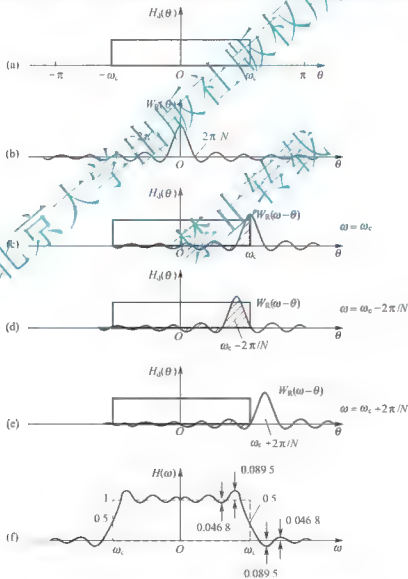 H_d(θ)
(a) −π −ω_c O ω_c π θ
W_R(θ)
−2π 2π/N
(b) O θ
H_d(θ)
W_R(ω−θ)
(c) O ω_c θ ω=ω_c
H_d(θ)
W_R(ω−θ)
(d) O θ ω=ω_c−2π/N
ω_c−2π/N
H_d(θ)
W_R(ω−θ)
(e) O θ ω=ω_c+2π/N
ω_c+2π/N
H(ω)
0.089 5
1
0.5 0.5
0.046 8 0.046 8
(f) ω_c O ω_c ω
0.089 5
北京大学出版社版权所有
禁止转载